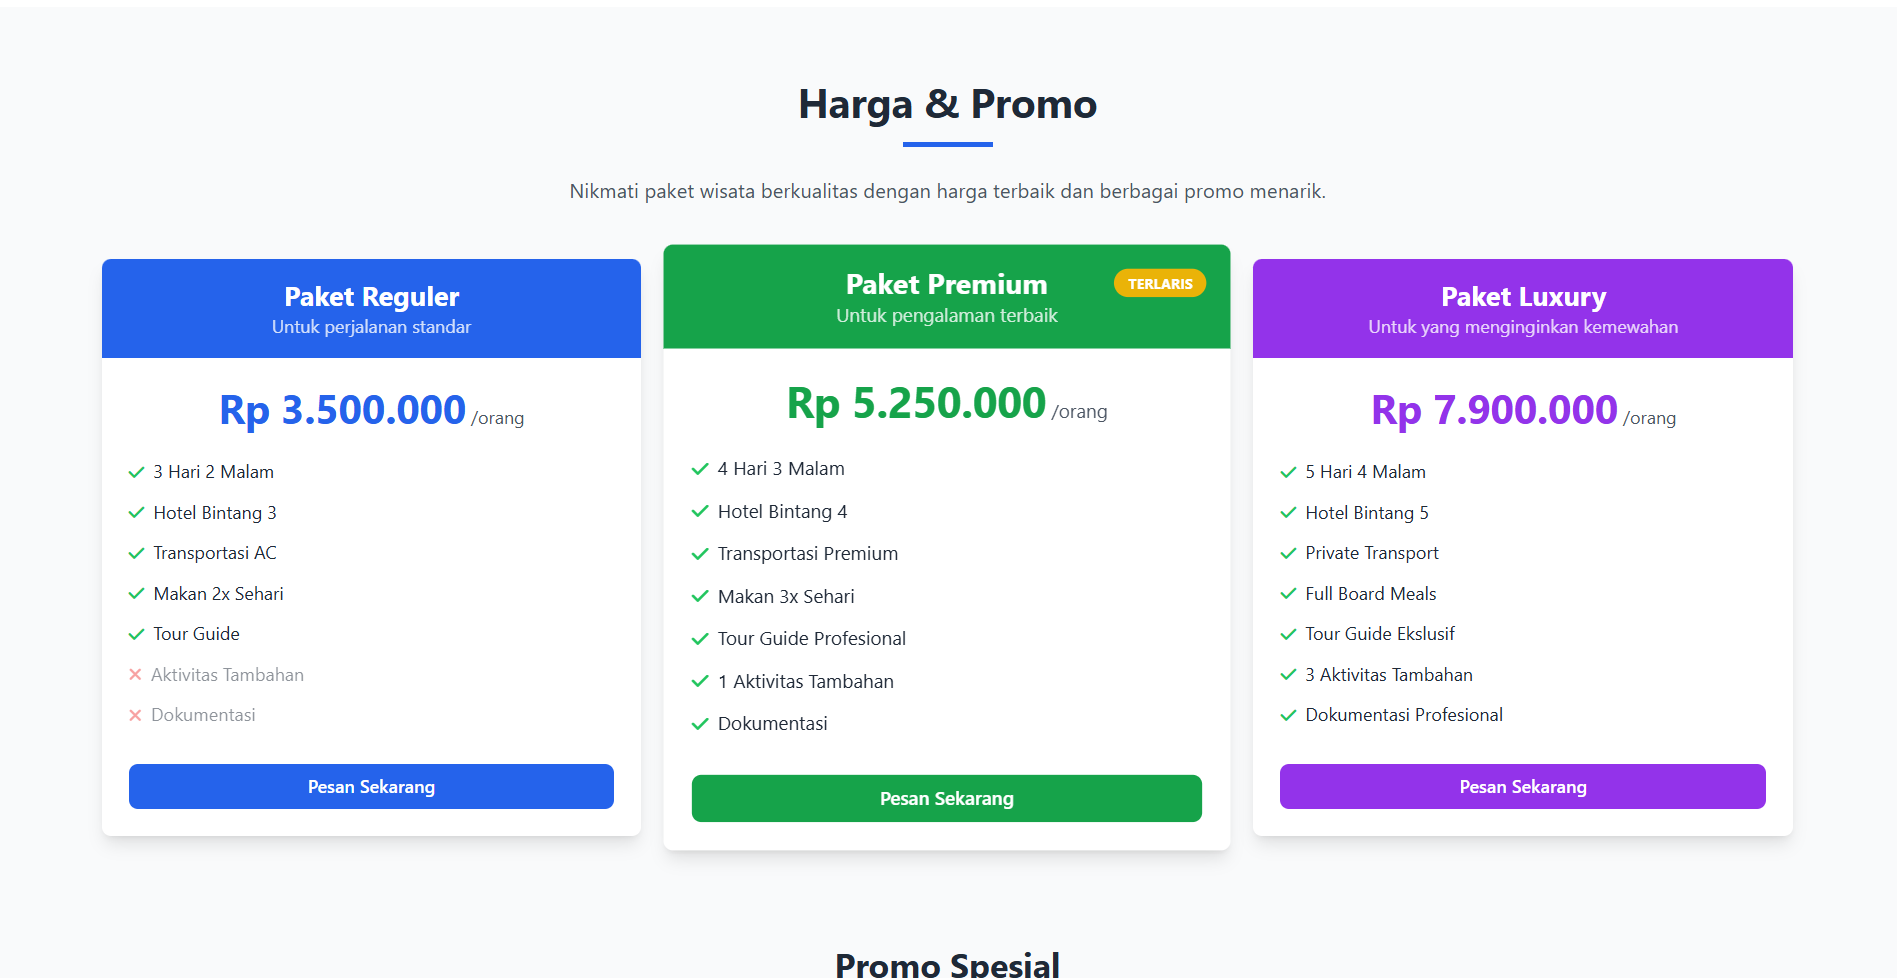 Harga & Promo
Nikmati paket wisata berkualitas dengan harga terbaik dan berbagai promo menarik.
Paket Reguler
Untuk perjalanan standar
Rp 3.500.000 /orang
3 Hari 2 Malam
Hotel Bintang 3
Transportasi AC
Makan 2x Sehari
Tour Guide
Aktivitas Tambahan
Dokumentasi
Pesan Sekarang
Paket Premium
TERLARIS
Untuk pengalaman terbaik
Rp 5.250.000 /orang
4 Hari 3 Malam
Hotel Bintang 4
Transportasi Premium
Makan 3x Sehari
Tour Guide Profesional
1 Aktivitas Tambahan
Dokumentasi
Pesan Sekarang
Paket Luxury
Untuk yang menginginkan kemewahan
Rp 7.900.000 /orang
5 Hari 4 Malam
Hotel Bintang 5
Private Transport
Full Board Meals
Tour Guide Ekslusif
3 Aktivitas Tambahan
Dokumentasi Profesional
Pesan Sekarang
Promo Spesial